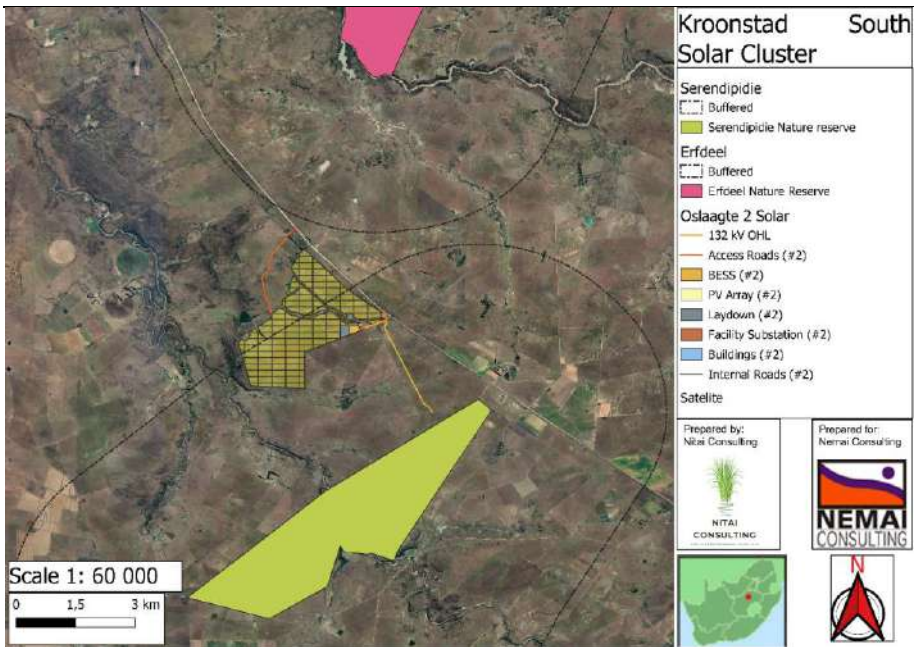 Kroonstad South
Solar Cluster
Serendipidie
Buffered
Serendipidie Nature reserve
Erfdeel
Buffered
Erfdeel Nature Reserve
Oslaagte 2 Solar
132 kV OHL
Access Roads (#2)
BESS (#2)
PV Array (#2)
Laydown (#2)
Facility Substation (#2)
Buildings (#2)
Internal Roads (#2)
Satelite
Prepared by:
Nitai Consulting
NITAI
CONSULTING
Prepared for:
Nemai Consulting
NEMAI
CONSULTING
N
Scale 1: 60 000
0 1,5 3 km